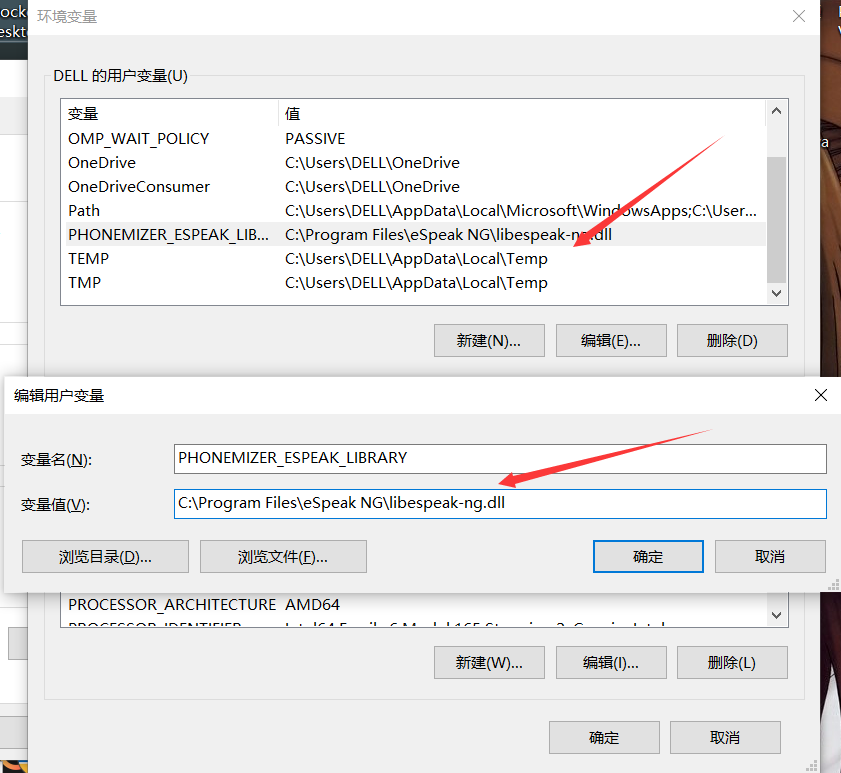 环境变量
DELL 的用户变量(U)
变量 值
OMP_WAIT_POLICY PASSIVE
OneDrive C:\Users\DELL\OneDrive
OneDriveConsumer C:\Users\DELL\OneDrive
Path C:\Users\DELL\AppData\Local\Microsoft\WindowsApps;C:\User...
PHONEMIZER_ESPEAK_LIB... C:\Program Files\eSpeak NG\libespeak-ng.dll
TEMP C:\Users\DELL\AppData\Local\Temp
TMP C:\Users\DELL\AppData\Local\Temp
新建(N)... 编辑(E)... 删除(D)
编辑用户变量
变量名(N): PHONEMIZER_ESPEAK_LIBRARY
变量值(V): C:\Program Files\eSpeak NG\libespeak-ng.dll
浏览目录(D)... 浏览文件(F)... 确定 取消
PROCESSOR_ARCHITECTURE AMD64
新建(W)... 编辑(I)... 删除(L)
确定 取消